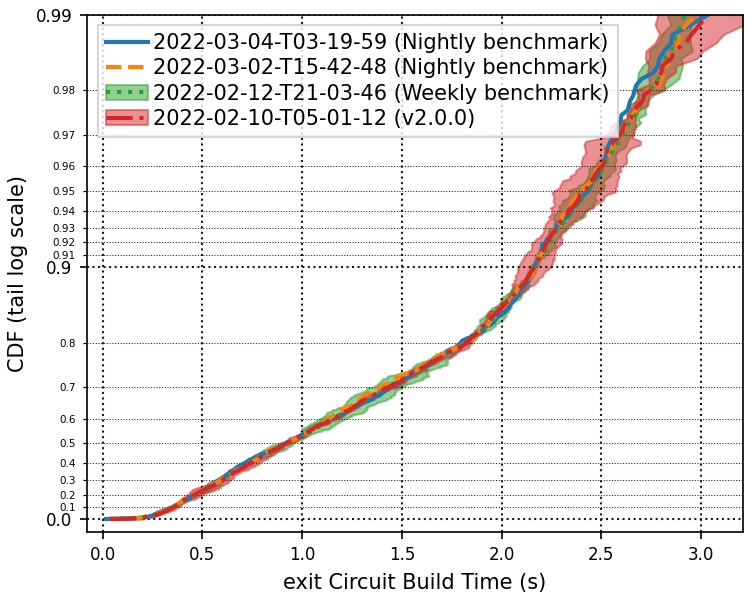 2022-03-04-T03-19-59 (Nightly benchmark)
2022-03-02-T15-42-48 (Nightly benchmark)
2022-02-12-T21-03-46 (Weekly benchmark)
2022-02-10-T05-01-12 (v2.0.0)
CDF (tail log scale)
0.99
0.98
0.97
0.96
0.95
0.94
0.93
0.92
0.91
0.9
0.8
0.7
0.6
0.5
0.4
0.3
0.2
0.1
0.0
0.0 0.5 1.0 1.5 2.0 2.5 3.0
exit Circuit Build Time (s)